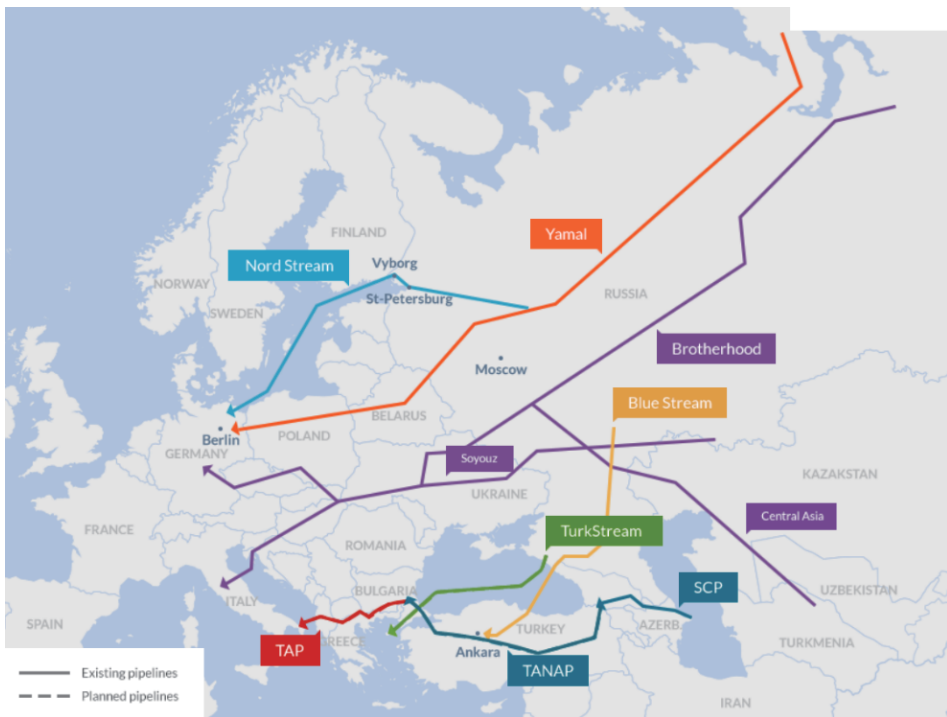 FINLAND
Yamal
Vyborg
Nord Stream
NORWAY
RUSSIA
St-Petersburg
SWEDEN
Brotherhood
Moscow
Blue Stream
BELARUS
Berlin
POLAND
GERMANY
Soyouz
KAZAKSTAN
UKRAINE
Central Asia
FRANCE
TurkStream
ROMANIA
SCP
BULGARIA
UZBEKISTAN
ITALY
SPAIN
TURKEY
AZERB.
TAP
REECE
TURKMENIA
Ankara
TANAP
Existing pipelines
Planned pipelines
IRAN